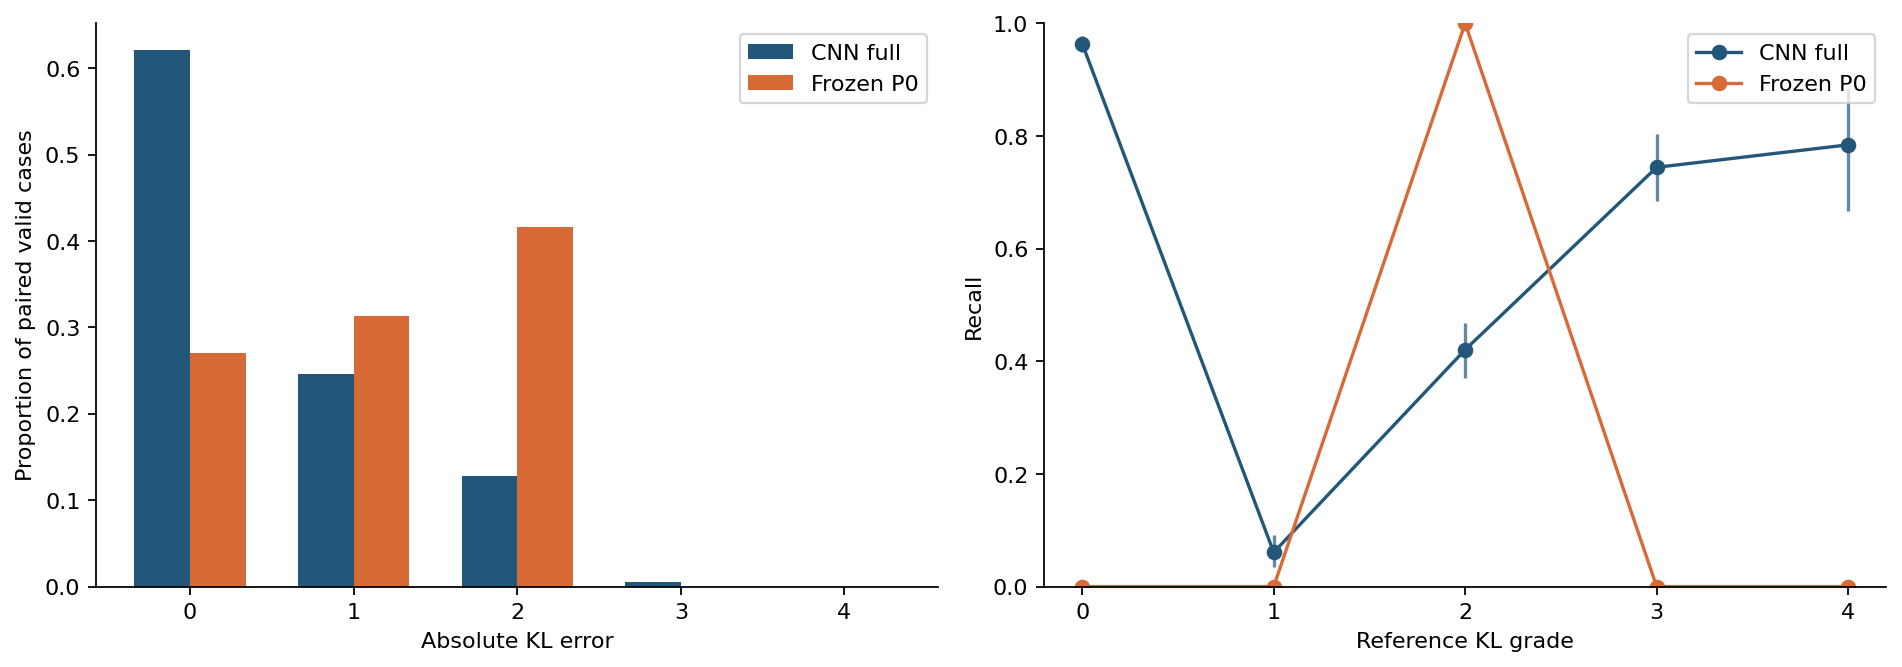 CNN full
Frozen P0
0.6
0.5
0.4
0.3
0.2
0.1
0.0
Proportion of paired valid cases
0 1 2 3 4
Absolute KL error
CNN full
Frozen P0
1.0
0.8
0.6
0.4
0.2
0.0
Recall
0 1 2 3 4
Reference KL grade